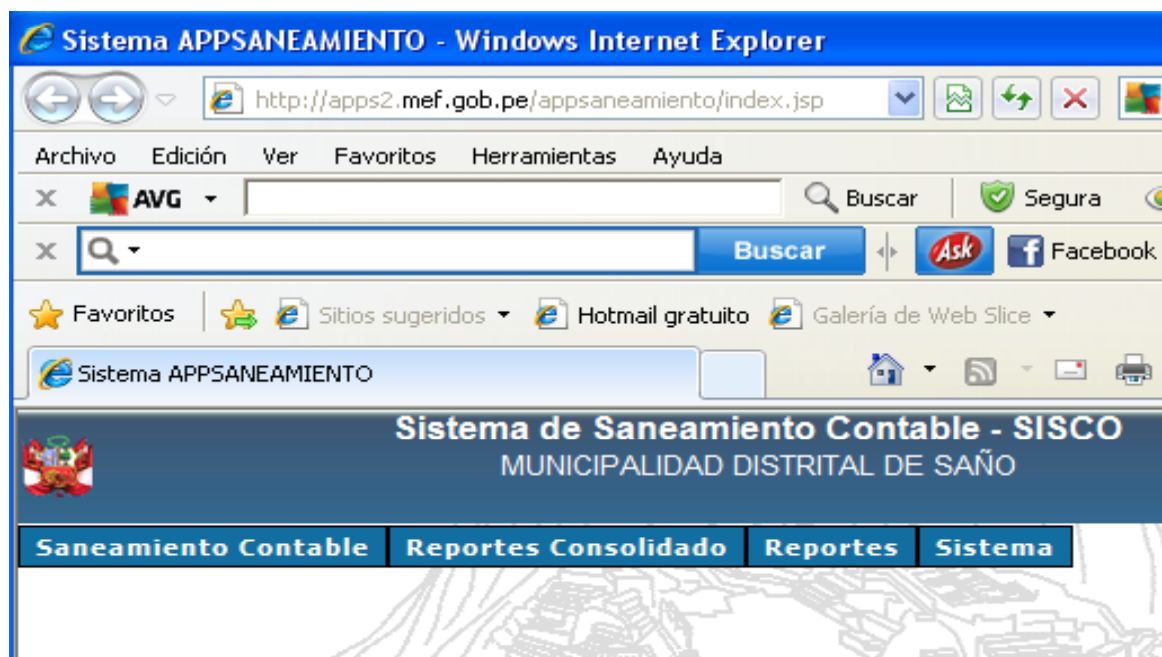 Sistema APPSANEAMIENTO - Windows Internet Explorer
http://apps2.mef.gob.pe/appsaneamiento/index.jsp
Archivo Edición Ver Favoritos Herramientas Ayuda
AVG Buscar Segura
Buscar Ask Facebook
Favoritos Sitios sugeridos Hotmail gratuito Galería de Web Slice
Sistema APPSANEAMIENTO
Sistema de Saneamiento Contable - SISCO
MUNICIPALIDAD DISTRITAL DE SAÑO
Saneamiento Contable Reportes Consolidado Reportes Sistema